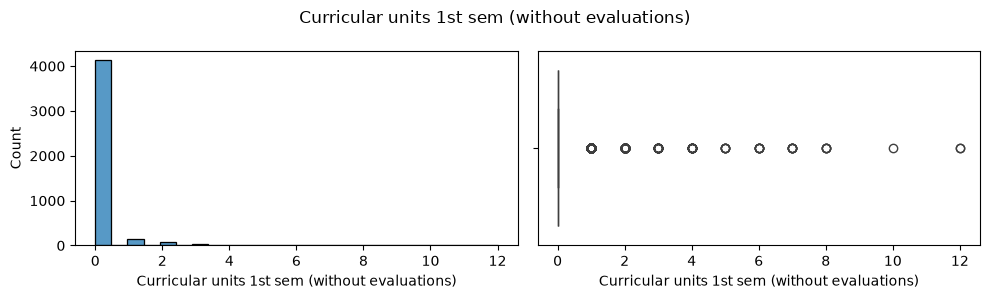 Curricular units 1st sem (without evaluations)
4000
3000
2000
1000
0
Count
0 2 4 6 8 10 12
Curricular units 1st sem (without evaluations)
0 2 4 6 8 10 12
Curricular units 1st sem (without evaluations)